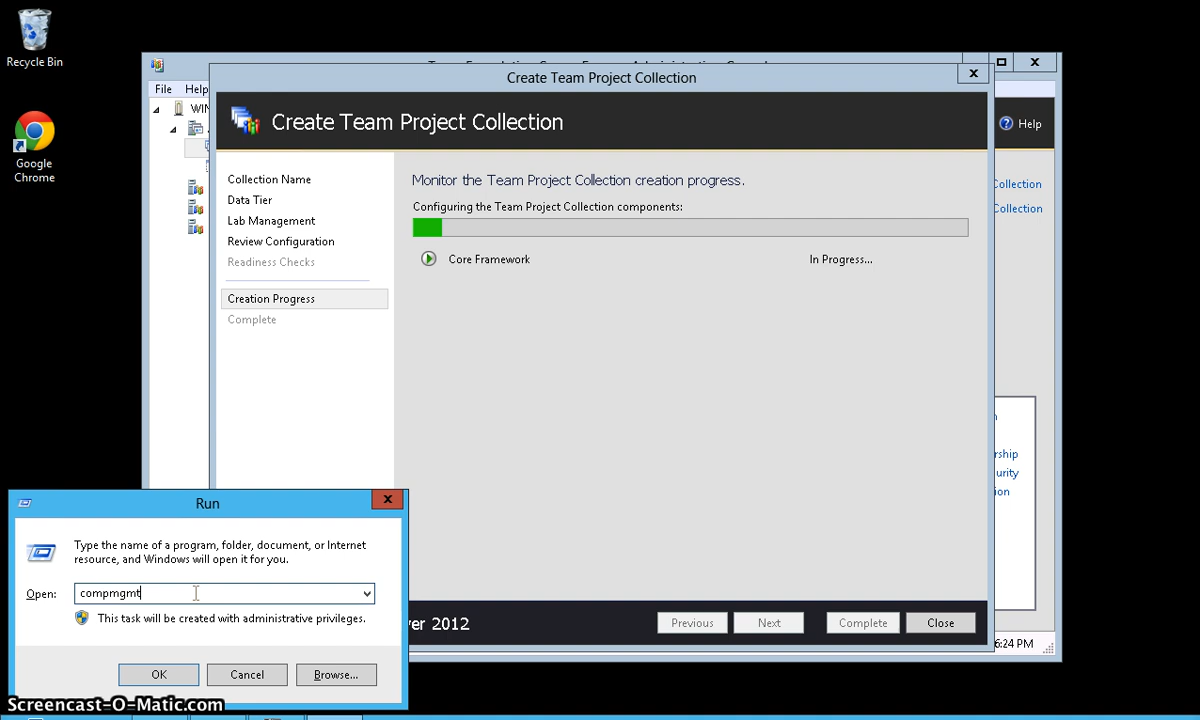 Recycle Bin
Google
Chrome
File Help
WIN
Create Team Project Collection
Create Team Project Collection
Help
Collection
Collection
Collection Name
Data Tier
Lab Management
Review Configuration
Readiness Checks
Creation Progress
Complete
Monitor the Team Project Collection creation progress.
Configuring the Team Project Collection components:
Core Framework In Progress...
rship
urity
ion
ver 2012
Previous Next Complete Close
6:24 PM
Run
Type the name of a program, folder, document, or Internet
resource, and Windows will open it for you.
Open: compmgmt
This task will be created with administrative privileges.
OK Cancel Browse...
Screencast-O-Matic.com